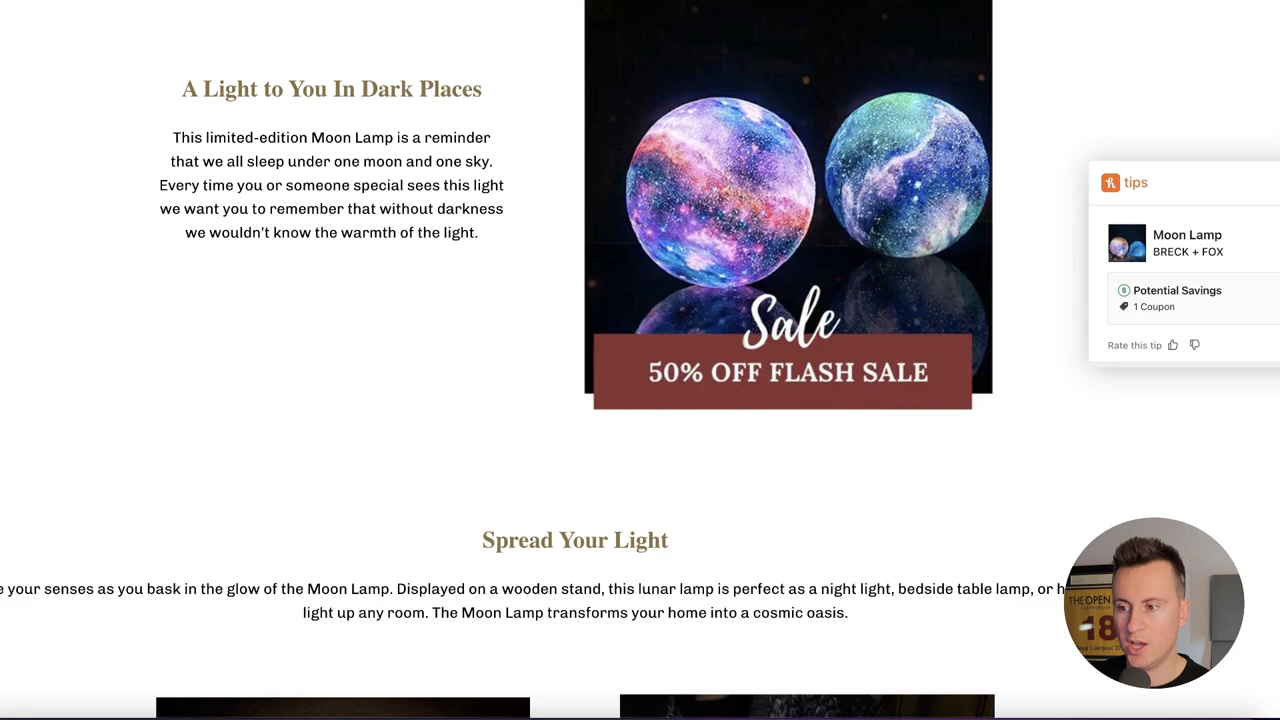 A Light to You In Dark Places
This limited-edition Moon Lamp is a reminder
that we all sleep under one moon and one sky.
Every time you or someone special sees this light
we want you to remember that without darkness
we wouldn't know the warmth of the light.
Sale
50% OFF FLASH SALE
h tips
Moon Lamp
BRECK + FOX
$ Potential Savings
1 Coupon
Rate this tip
Spread Your Light
your senses as you bask in the glow of the Moon Lamp. Displayed on a wooden stand, this lunar lamp is perfect as a night light, bedside table lamp, or
light up any room. The Moon Lamp transforms your home into a cosmic oasis.
THE OPEN
18
Liverpool